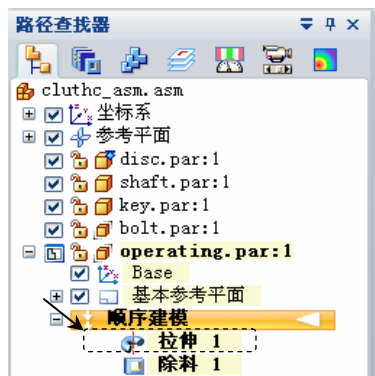 路径查找器
cluthc_asm.asm
坐标系
参考平面
disc.par:1
shaft.par:1
key.par:1
bolt.par:1
operating.par:1
Base
基本参考平面
顺序建模
拉伸 1
除料 1